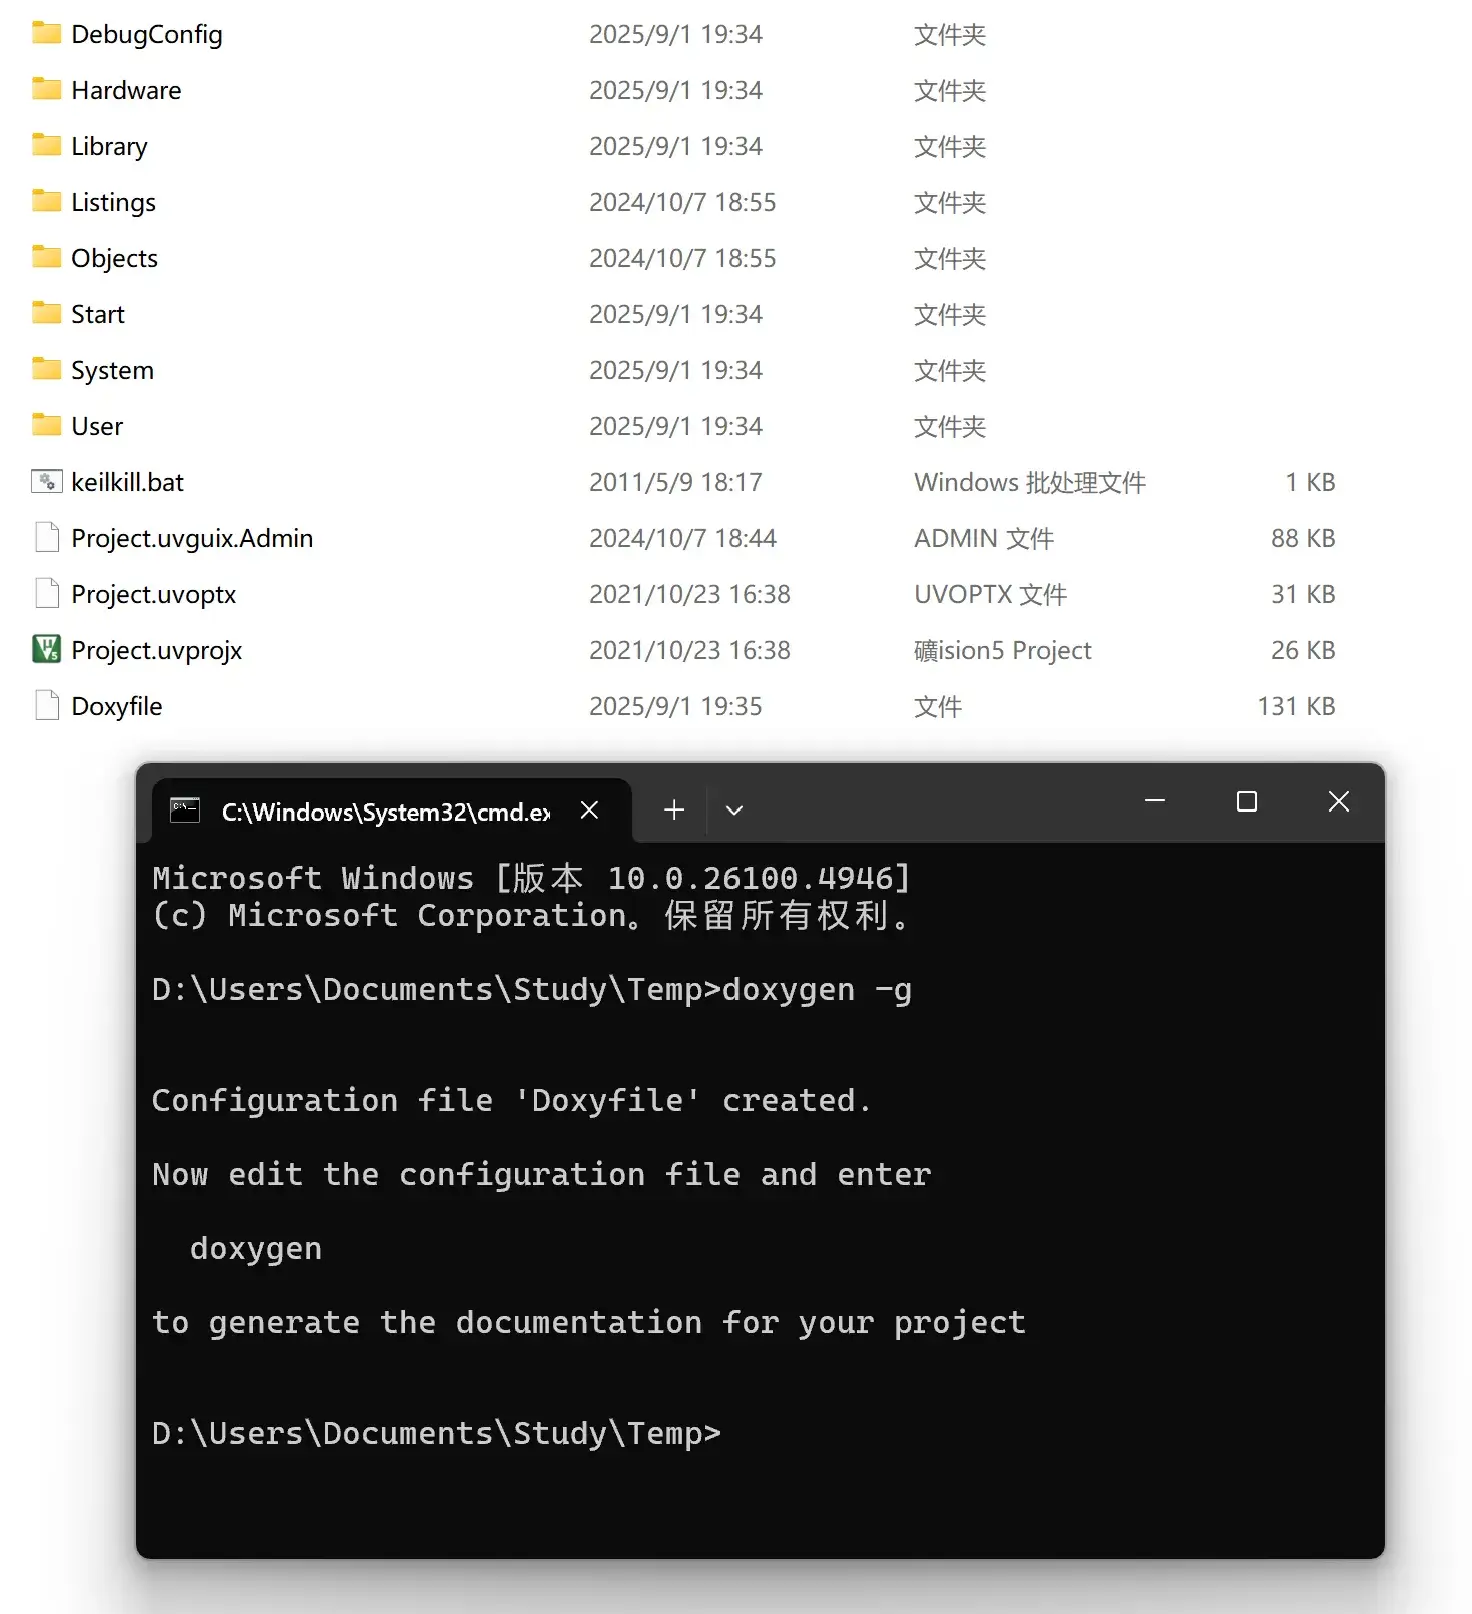 DebugConfig 2025/9/1 19:34 文件夹
Hardware 2025/9/1 19:34 文件夹
Library 2025/9/1 19:34 文件夹
Listings 2024/10/7 18:55 文件夹
Objects 2024/10/7 18:55 文件夹
Start 2025/9/1 19:34 文件夹
System 2025/9/1 19:34 文件夹
User 2025/9/1 19:34 文件夹
keilkill.bat 2011/5/9 18:17 Windows 批处理文件 1 KB
Project.uvguix.Admin 2024/10/7 18:44 ADMIN 文件 88 KB
Project.uvoptx 2021/10/23 16:38 UVOPTX 文件 31 KB
Project.uvprojx 2021/10/23 16:38 礦ision5 Project 26 KB
Doxyfile 2025/9/1 19:35 文件 131 KB
C:\Windows\System32\cmd.ex
Microsoft Windows [版本 10.0.26100.4946]
(c) Microsoft Corporation。保留所有权利。
D:\Users\Documents\Study\Temp>doxygen -g
Configuration file 'Doxyfile' created.
Now edit the configuration file and enter
doxygen
to generate the documentation for your project
D:\Users\Documents\Study\Temp>